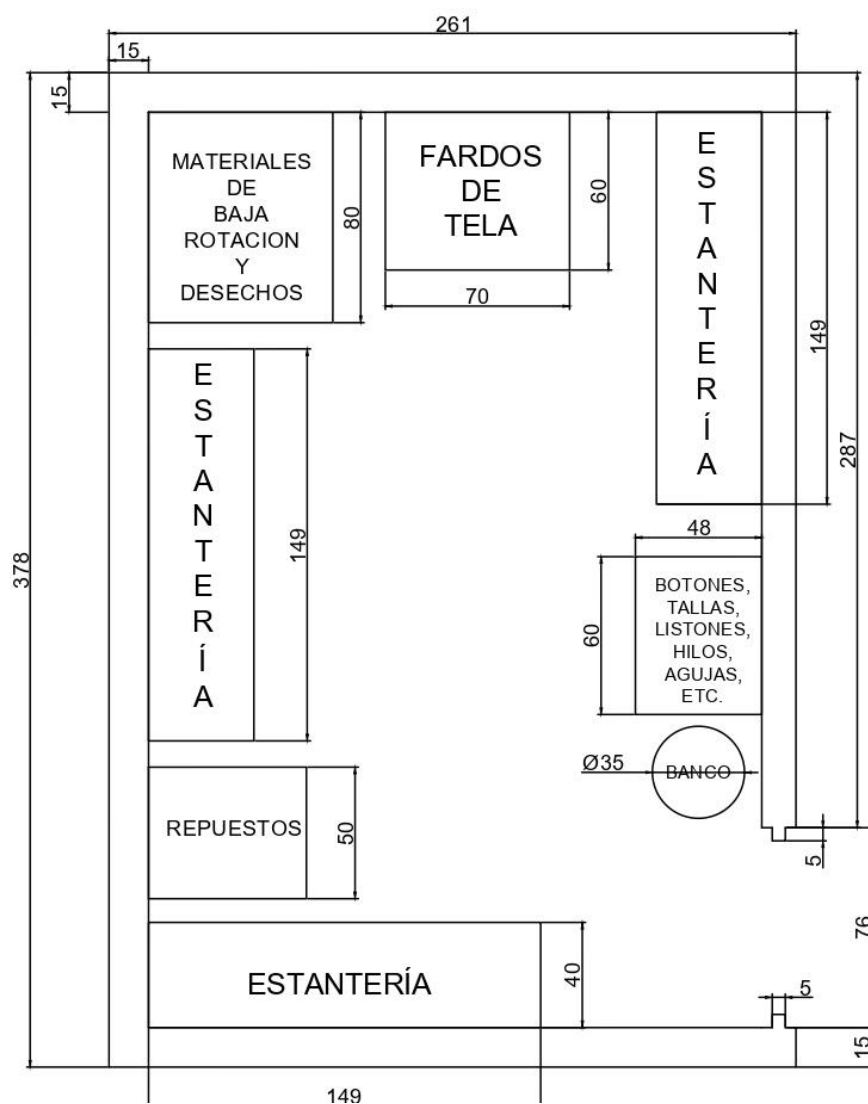 261
15
15
MATERIALES
DE
BAJA
ROTACION
Y
DESECHOS
80
FARDOS
DE
TELA
60
70
E
S
T
A
N
T
E
R
Í
A
149
287
378
E
S
T
A
N
T
E
R
Í
A
149
48
60
BOTONES,
TALLAS,
LISTONES,
HILOS,
AGUJAS,
ETC.
Ø35
BANCO
REPUESTOS
50
5
76
ESTANTERÍA
40
5
15
149